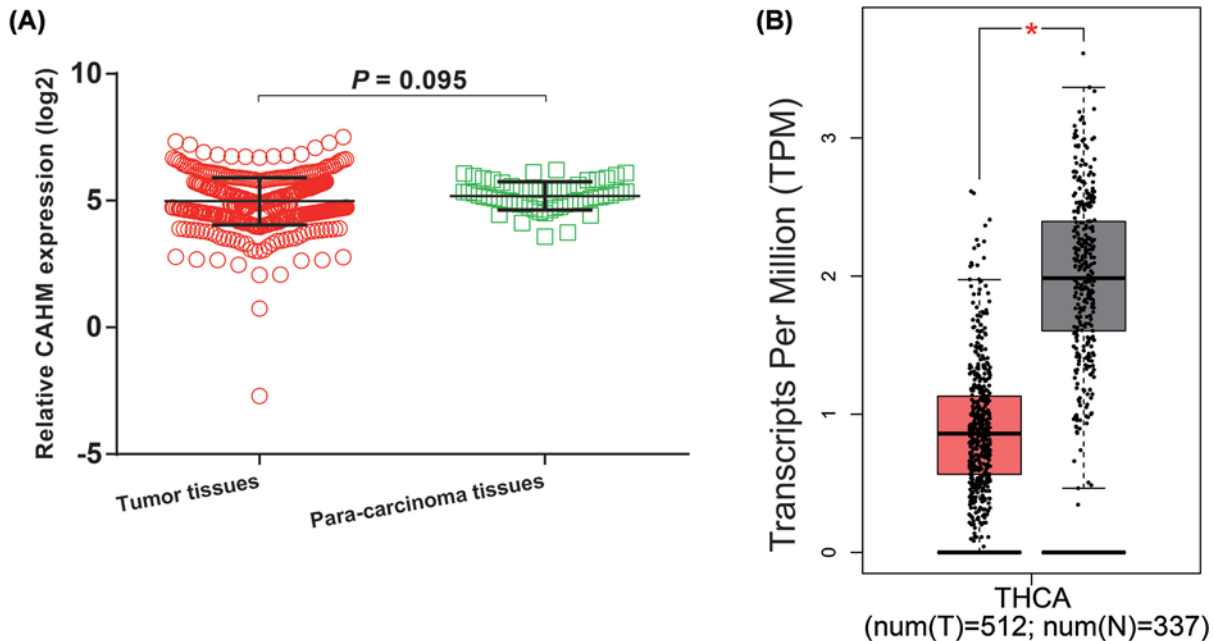 (A)
Relative CAHM expression (log2)
10
5
0
-5
P = 0.095
Tumor tissues
Para-carcinoma tissues
(B)
Transcripts Per Million (TPM)
3
2
1
0
*
THCA
(num(T)=512; num(N)=337)